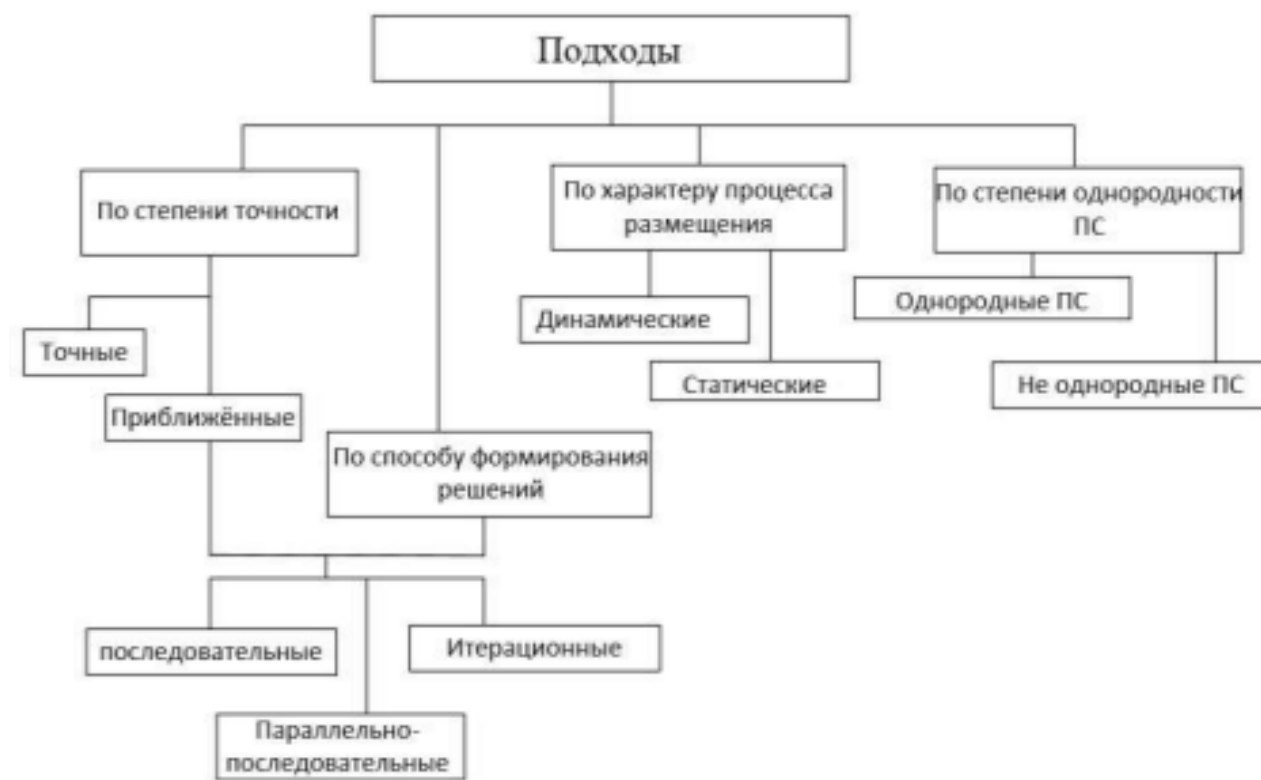 Подходы
По степени точности
По характеру процесса
размещения
По степени однородности
ПС
Динамические
Однородные ПС
Точные
Статические
Не однородные ПС
Приближённые
По способу формирования
решений
последовательные
Итерационные
Параллельно-
последовательные